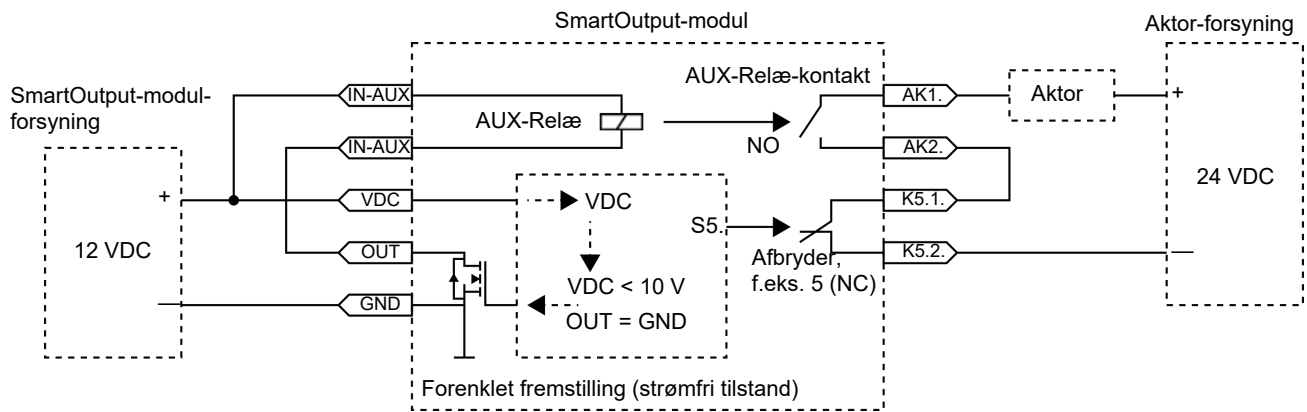 SmartOutput-modul
Aktor-forsyning
SmartOutput-modul-
forsyning
12 VDC
+
—
IN-AUX
IN-AUX
VDC
OUT
GND
AUX-Relæ
AUX-Relæ-kontakt
NO
VDC
VDC < 10 V
OUT = GND
S5.
Afbryder,
f.eks. 5 (NC)
AK1.
AK2.
K5.1.
K5.2.
Aktor
+
24 VDC
—
Forenklet fremstilling (strømfri tilstand)